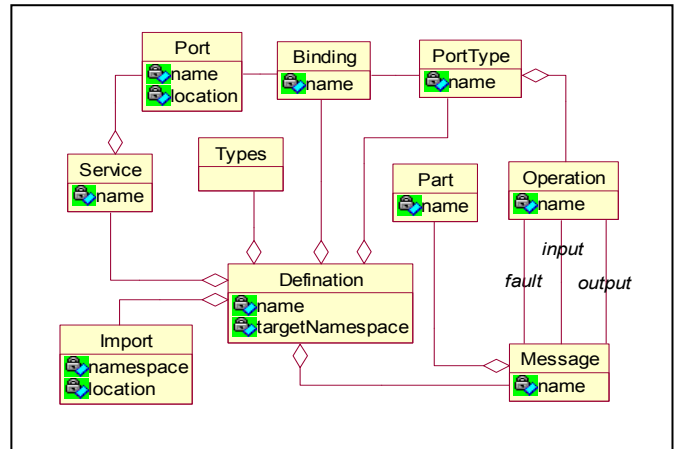 Port
name
location
Binding
name
PortType
name
Service
name
Types
Part
name
Operation
name
input
fault
output
Defination
name
targetNamespace
Import
namespace
location
Message
name